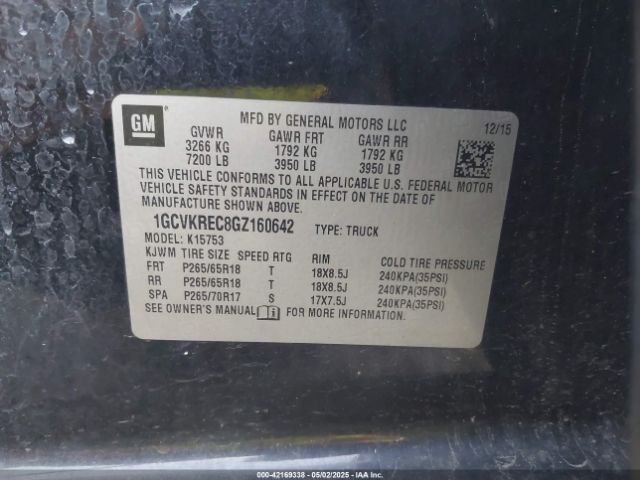 GM
MFD BY GENERAL MOTORS LLC
12/15
GVWR GAWR FRT GAWR RR
3266 KG 1792 KG 1792 KG
7200 LB 3950 LB 3950 LB
THIS VEHICLE CONFORMS TO ALL APPLICABLE U.S. FEDERAL MOTOR
VEHICLE SAFETY STANDARDS IN EFFECT ON THE DATE OF
MANUFACTURE SHOWN ABOVE.
1GCVKREC8GZ160642 TYPE: TRUCK
MODEL: K15753
KJWM TIRE SIZE SPEED RTG RIM COLD TIRE PRESSURE
FRT P265/65R18 T 18X8.5J 240KPA(35PSI)
RR P265/65R18 T 18X8.5J 240KPA(35PSI)
SPA P265/70R17 S 17X7.5J 240KPA(35PSI)
SEE OWNER'S MANUAL FOR MORE INFORMATION.
000-42169338 - 05/02/2025 - IAA Inc.